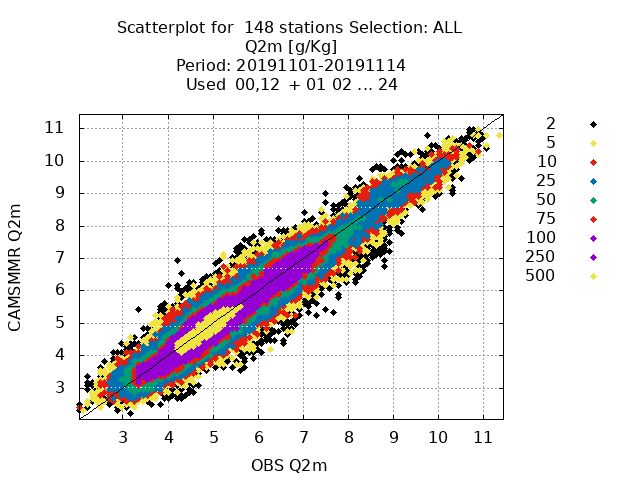 Scatterplot for  148 stations Selection: ALL
Q2m [g/Kg]
Period: 20191101-20191114
Used  00,12  + 01 02 ... 24
11
10
9
8
7
6
5
4
3
CAMSMMR Q2m
3 4 5 6 7 8 9 10 11
OBS Q2m
2
5
10
25
50
75
100
250
500